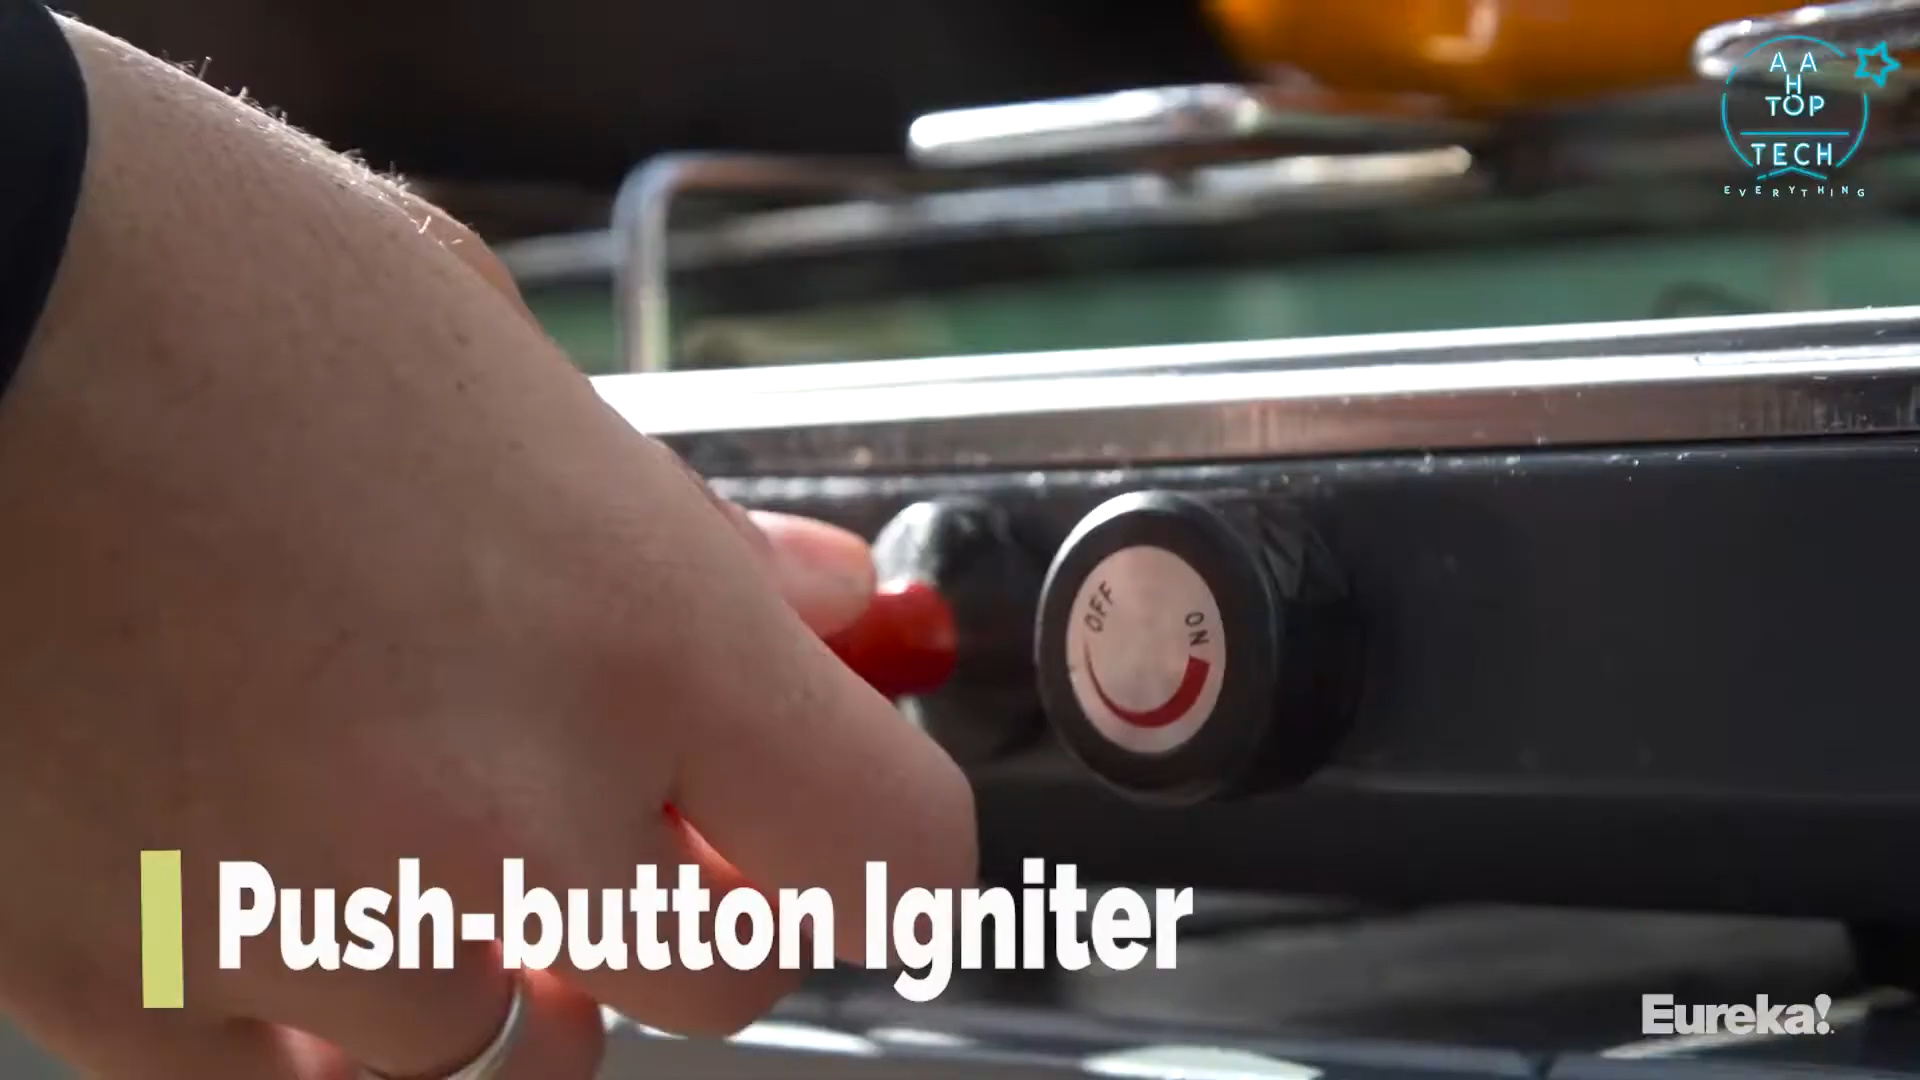 A A
H
TOP
TECH
EVERYTHING
OFF
ON
Push-button Igniter
Eureka!